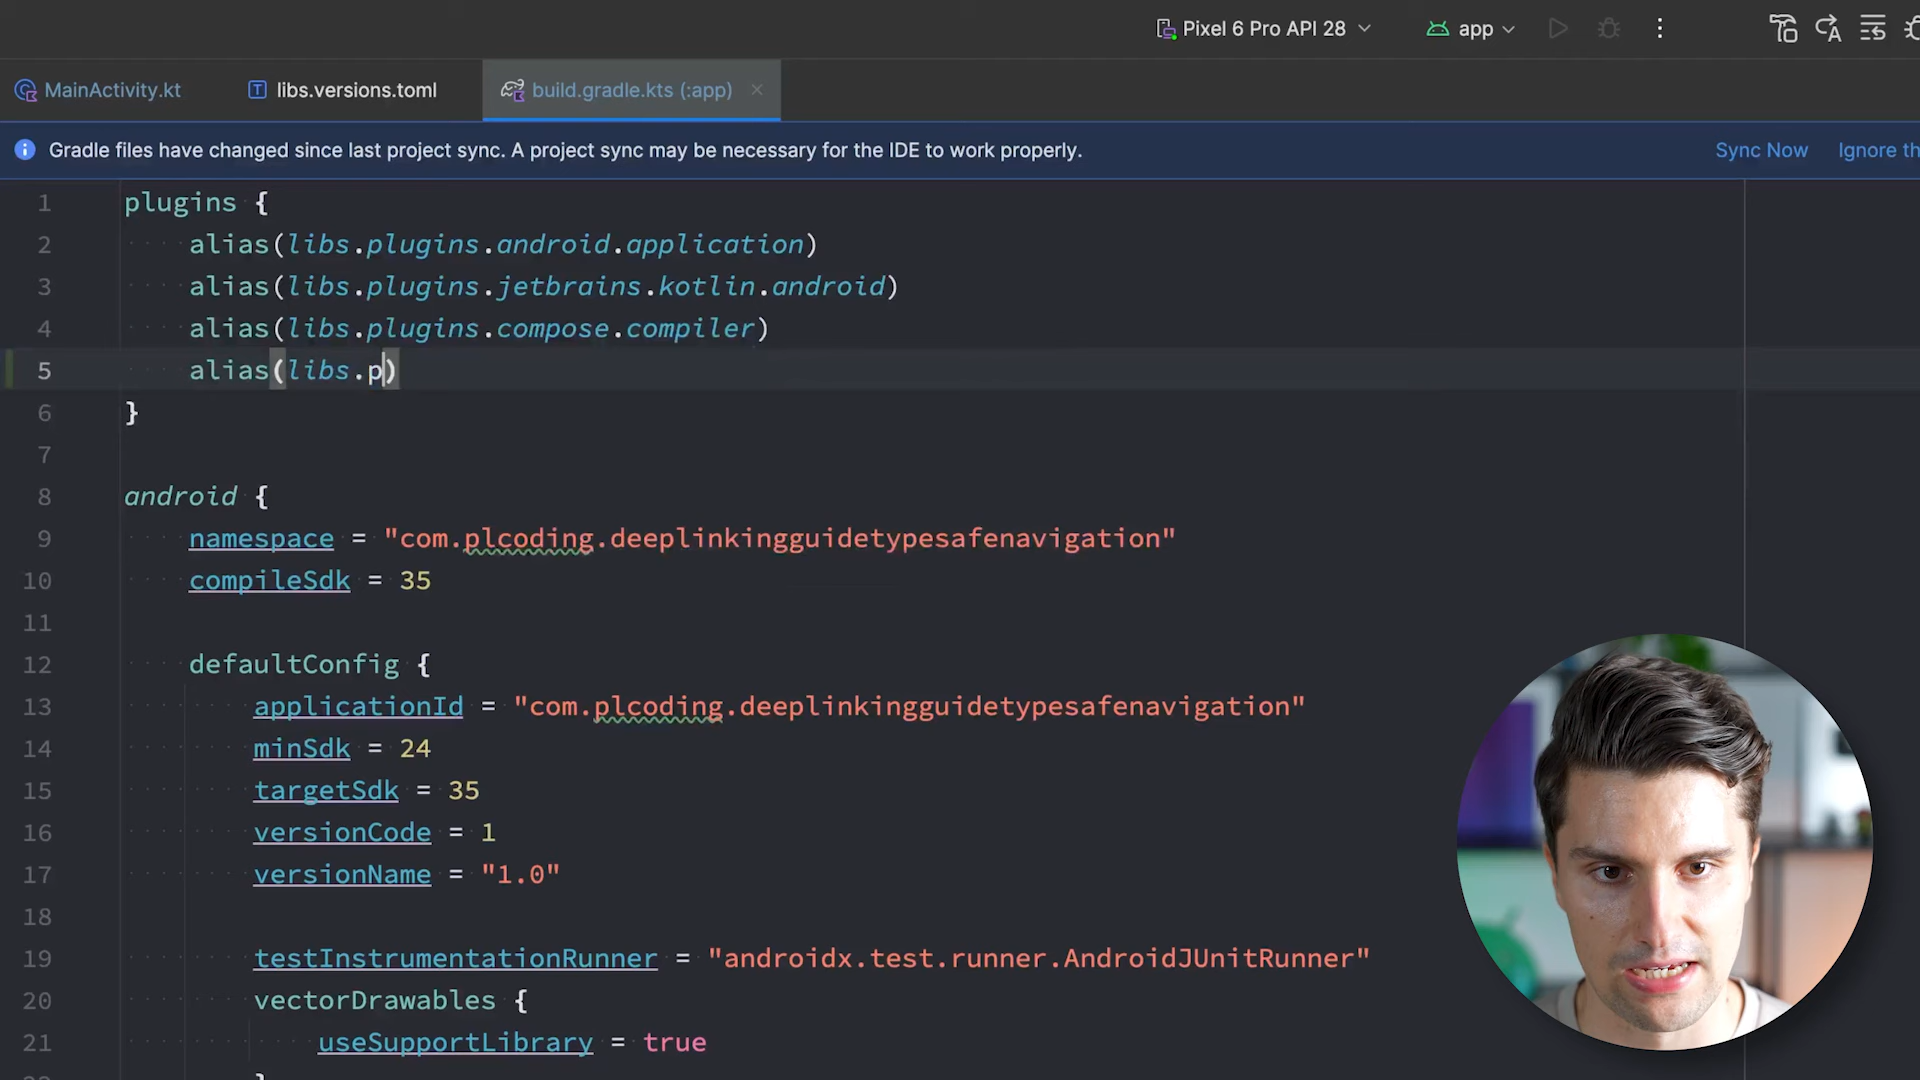 Pixel 6 Pro API 28
app
MainActivity.kt
libs.versions.toml
build.gradle.kts (:app)
Gradle files have changed since last project sync. A project sync may be necessary for the IDE to work properly.
Sync Now
Ignore th
1 plugins {
2 alias(libs.plugins.android.application)
3 alias(libs.plugins.jetbrains.kotlin.android)
4 alias(libs.plugins.compose.compiler)
5 alias(libs.p)
6 }
7
8 android {
9 namespace = "com.plcoding.deeplinkingguidetypesafenavigation"
10 compileSdk = 35
11
12 defaultConfig {
13 applicationId = "com.plcoding.deeplinkingguidetypesafenavigation"
14 minSdk = 24
15 targetSdk = 35
16 versionCode = 1
17 versionName = "1.0"
18
19 testInstrumentationRunner = "androidx.test.runner.AndroidJUnitRunner"
20 vectorDrawables {
21 useSupportLibrary = true